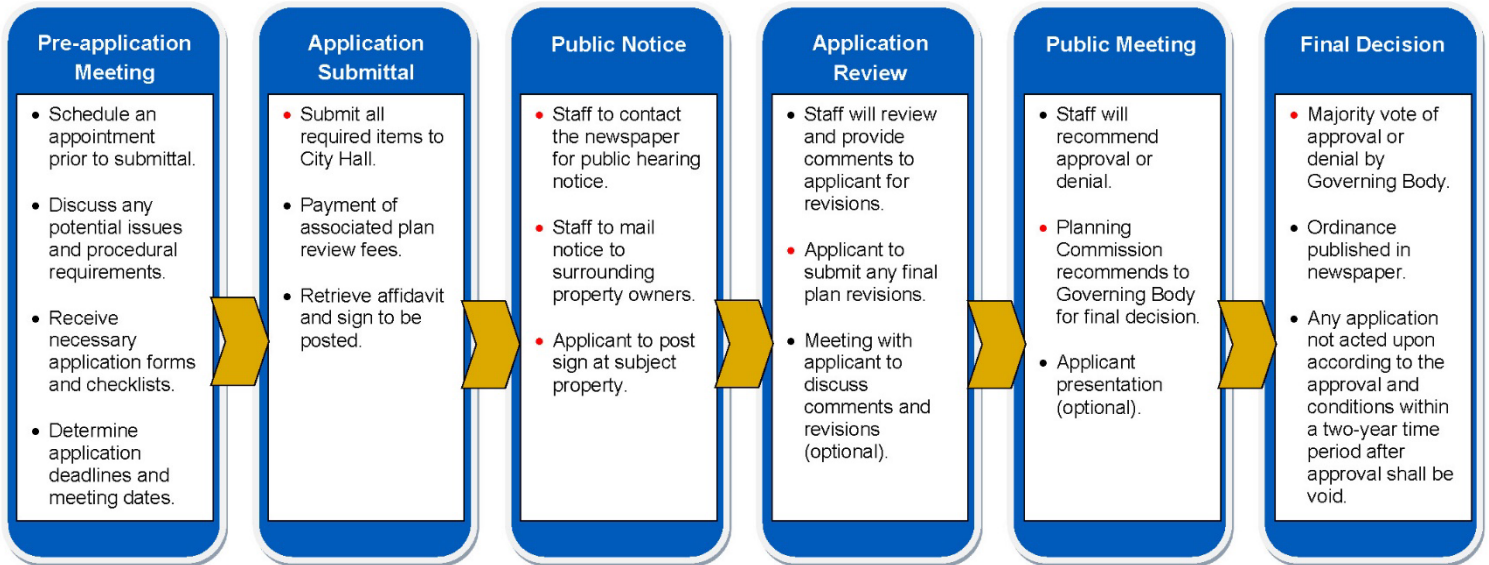 Pre-application
Meeting
• Schedule an
appointment
prior to submittal.
• Discuss any
potential issues
and procedural
requirements.
• Receive
necessary
application forms
and checklists.
• Determine
application
deadlines and
meeting dates.
Application
Submittal
• Submit all
required items to
City Hall.
• Payment of
associated plan
review fees.
• Retrieve affidavit
and sign to be
posted.
Public Notice
• Staff to contact
the newspaper
for public hearing
notice.
• Staff to mail
notice to
surrounding
property owners.
• Applicant to post
sign at subject
property.
Application
Review
• Staff will review
and provide
comments to
applicant for
revisions.
• Applicant to
submit any final
plan revisions.
• Meeting with
applicant to
discuss
comments and
revisions
(optional).
Public Meeting
• Staff will
recommend
approval or
denial.
• Planning
Commission
recommends to
Governing Body
for final decision.
• Applicant
presentation
(optional).
Final Decision
• Majority vote of
approval or
denial by
Governing Body.
• Ordinance
published in
newspaper.
• Any application
not acted upon
according to the
approval and
conditions within
a two-year time
period after
approval shall be
void.